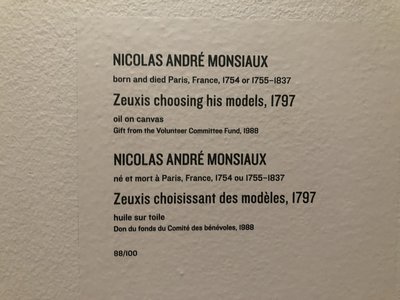 NICOLAS ANDRÉ MONSIAUX
born and died Paris, France, 1754 or 1755–1837
Zeuxis choosing his models, 1797
oil on canvas
Gift from the Volunteer Committee Fund, 1988
NICOLAS ANDRÉ MONSIAUX
né et mort à Paris, France, 1754 ou 1755–1837
Zeuxis choisissant des modèles, 1797
huile sur toile
Don du fonds du Comité des bénévoles, 1988
88/100